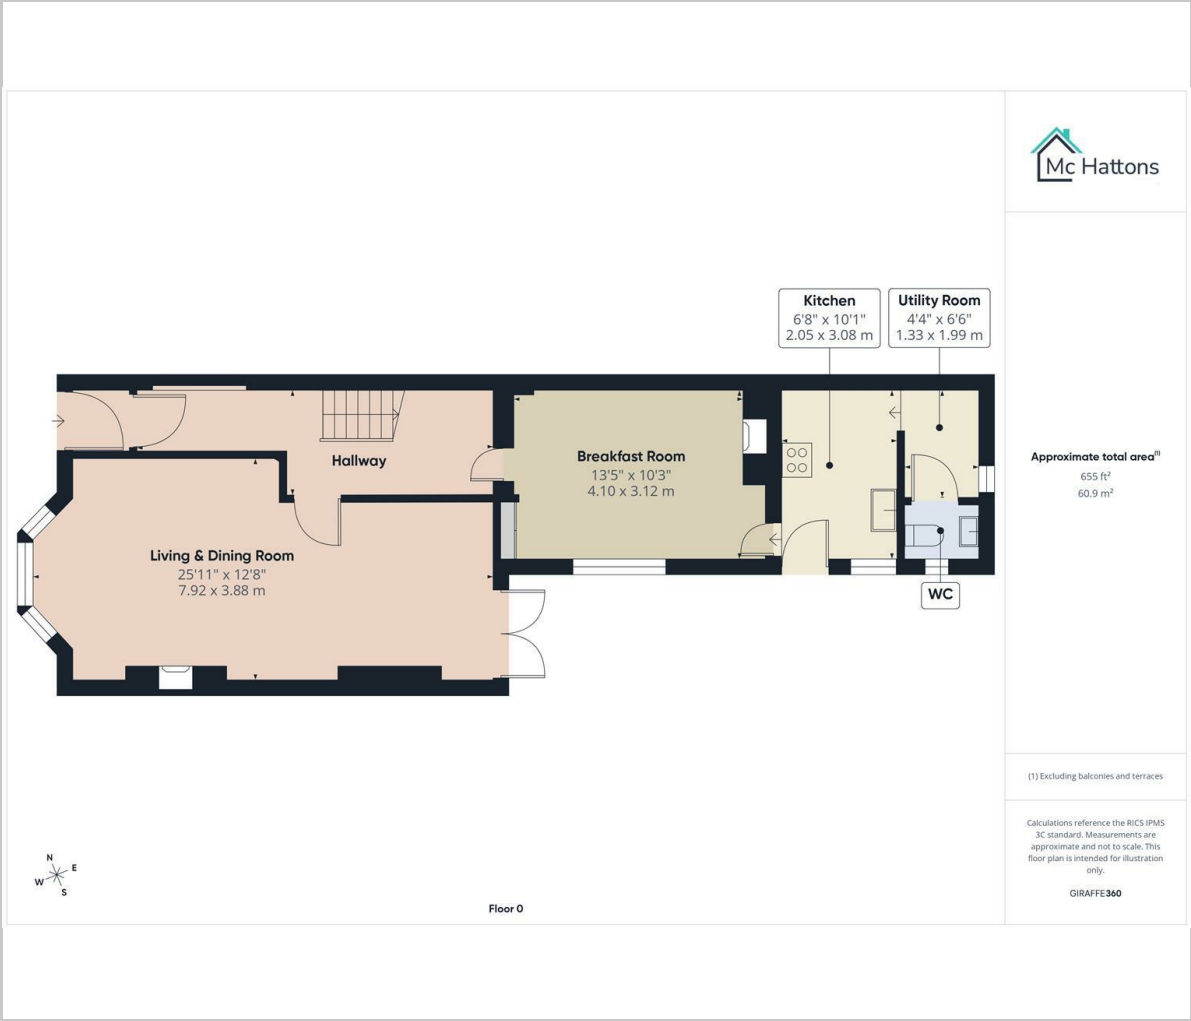 Mc Hattons
Kitchen
6'8" x 10'1"
2.05 x 3.08 m
Utility Room
4'4" x 6'6"
1.33 x 1.99 m
Hallway
Breakfast Room
13'5" x 10'3"
4.10 x 3.12 m
Living & Dining Room
25'11" x 12'8"
7.92 x 3.88 m
WC
Approximate total area(1)
655 ft²
60.9 m²
(1) Excluding balconies and terraces
Calculations reference the RICS IPMS
3C standard. Measurements are
approximate and not to scale. This
floor plan is intended for illustration
only.
GIRAFFE360
N
E
W
S
Floor 0